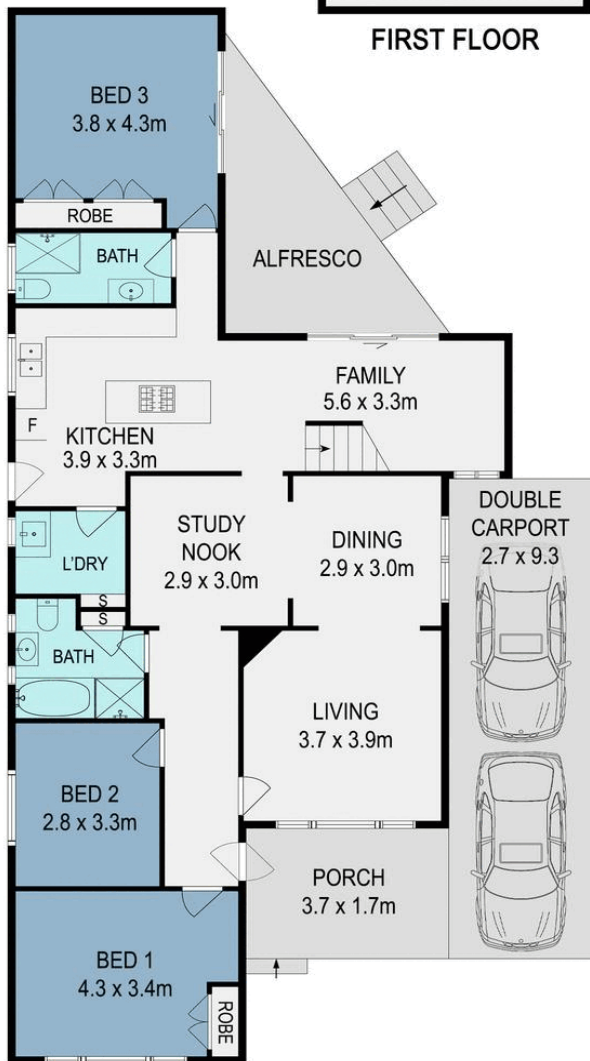 FIRST FLOOR
BED 3
3.8 x 4.3m
ROBE
BATH
ALFRESCO
FAMILY
5.6 x 3.3m
F
KITCHEN
3.9 x 3.3m
STUDY
NOOK
2.9 x 3.0m
DINING
2.9 x 3.0m
DOUBLE
CARPORT
2.7 x 9.3
L'DRY
S
S
BATH
LIVING
3.7 x 3.9m
BED 2
2.8 x 3.3m
PORCH
3.7 x 1.7m
BED 1
4.3 x 3.4m
ROBE